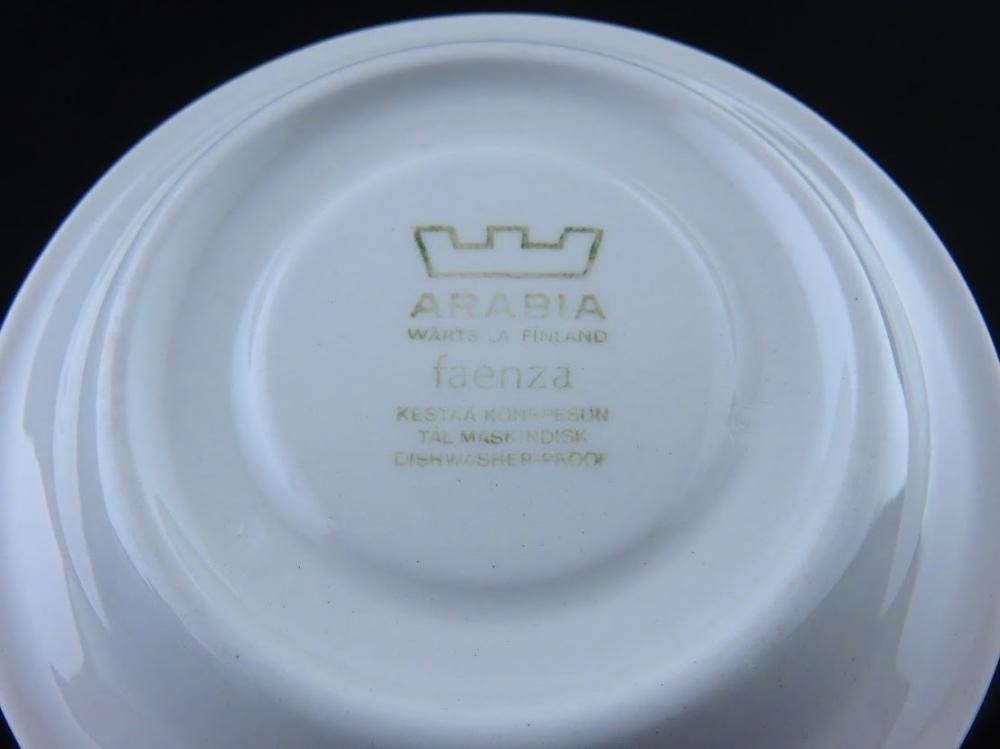 ARABIA
WÄRTSILÄ FINLAND
faenza
KESTÄÄ KONEPESUN
TÅL MASKINDISK
DISHWASHER-PROOF